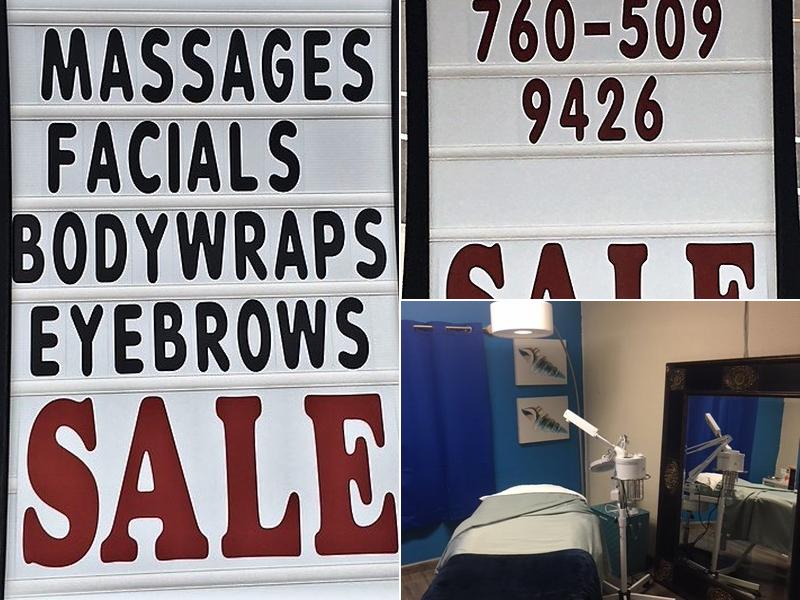 MASSAGES
FACIALS
BODYWRAPS
EYEBROWS
SALE
760-509
9426
SALE